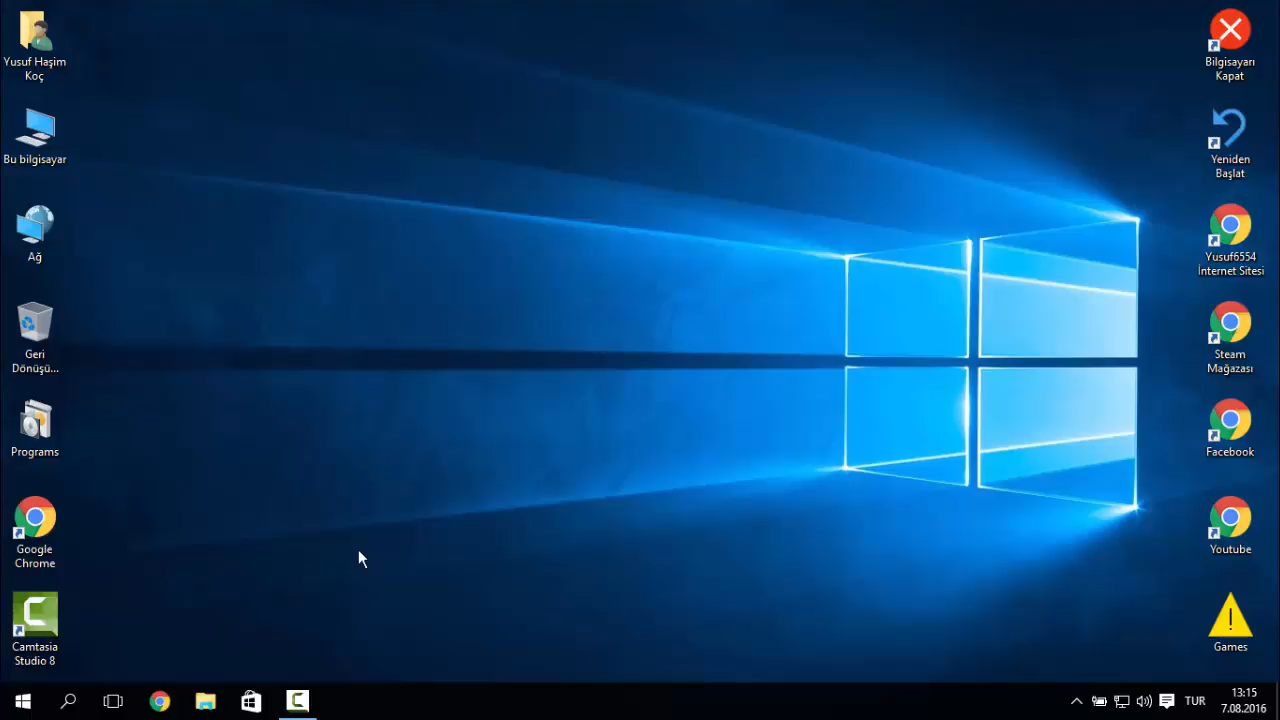 Yusuf Haşim
Koç
Bu bilgisayar
Ağ
Geri
Dönüşü...
Programs
Google
Chrome
Camtasia
Studio 8
Bilgisayarı
Kapat
Yeniden
Başlat
Yusuf6554
İnternet Sitesi
Steam
Mağazası
Facebook
Youtube
Games
TUR
13:15
7.08.2016